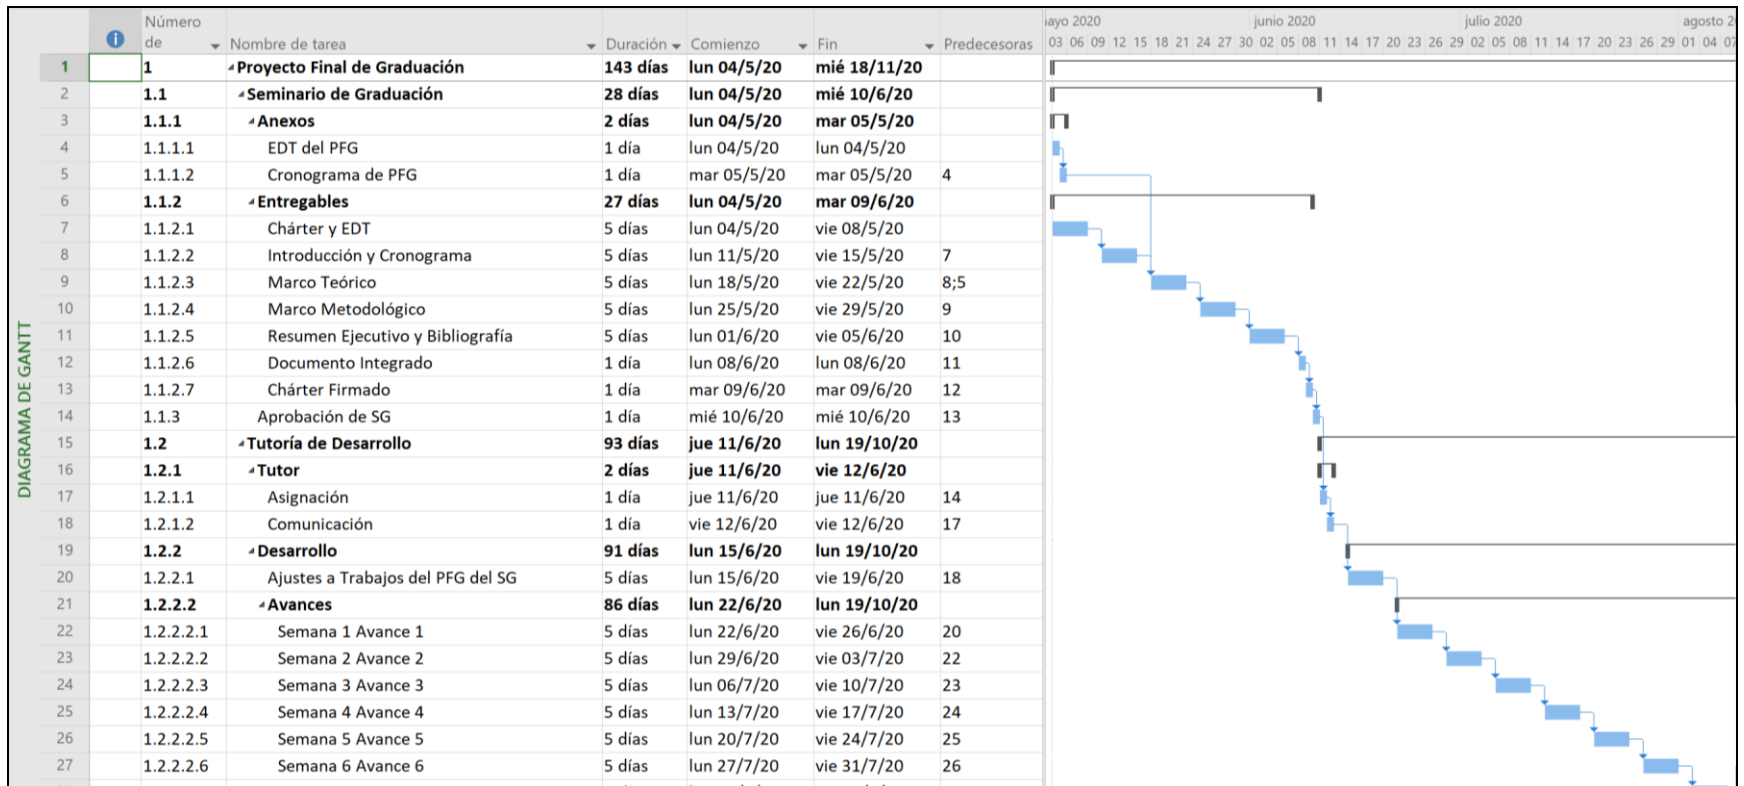 DIAGRAMA DE GANTT
Número de Nombre de tarea Duración Comienzo Fin Predecesoras
mayo 2020 junio 2020 julio 2020
03 06 09 12 15 18 21 24 27 30 02 05 08 11 14 17 20 23 26 29 02 05 08 11 14 17 20 23 26 29 01 04 07
1 1 Proyecto Final de Graduación 143 días lun 04/5/20 mié 18/11/20
2 1.1 Seminario de Graduación 28 días lun 04/5/20 mié 10/6/20
3 1.1.1 Anexos 2 días lun 04/5/20 mar 05/5/20
4 1.1.1.1 EDT del PFG 1 día lun 04/5/20 lun 04/5/20
5 1.1.1.2 Cronograma de PFG 1 día mar 05/5/20 mar 05/5/20 4
6 1.1.2 Entregables 27 días lun 04/5/20 mar 09/6/20
7 1.1.2.1 Chárter y EDT 5 días lun 04/5/20 vie 08/5/20
8 1.1.2.2 Introducción y Cronograma 5 días lun 11/5/20 vie 15/5/20 7
9 1.1.2.3 Marco Teórico 5 días lun 18/5/20 vie 22/5/20 8;5
10 1.1.2.4 Marco Metodológico 5 días lun 25/5/20 vie 29/5/20 9
11 1.1.2.5 Resumen Ejecutivo y Bibliografía 5 días lun 01/6/20 vie 05/6/20 10
12 1.1.2.6 Documento Integrado 1 día lun 08/6/20 lun 08/6/20 11
13 1.1.2.7 Chárter Firmado 1 día mar 09/6/20 mar 09/6/20 12
14 1.1.3 Aprobación de SG 1 día mié 10/6/20 mié 10/6/20 13
15 1.2 Tutoría de Desarrollo 93 días jue 11/6/20 lun 19/10/20
16 1.2.1 Tutor 2 días jue 11/6/20 vie 12/6/20
17 1.2.1.1 Asignación 1 día jue 11/6/20 jue 11/6/20 14
18 1.2.1.2 Comunicación 1 día vie 12/6/20 vie 12/6/20 17
19 1.2.2 Desarrollo 91 días lun 15/6/20 lun 19/10/20
20 1.2.2.1 Ajustes a Trabajos del PFG del SG 5 días lun 15/6/20 vie 19/6/20 18
21 1.2.2.2 Avances 86 días lun 22/6/20 lun 19/10/20
22 1.2.2.2.1 Semana 1 Avance 1 5 días lun 22/6/20 vie 26/6/20 20
23 1.2.2.2.2 Semana 2 Avance 2 5 días lun 29/6/20 vie 03/7/20 22
24 1.2.2.2.3 Semana 3 Avance 3 5 días lun 06/7/20 vie 10/7/20 23
25 1.2.2.2.4 Semana 4 Avance 4 5 días lun 13/7/20 vie 17/7/20 24
26 1.2.2.2.5 Semana 5 Avance 5 5 días lun 20/7/20 vie 24/7/20 25
27 1.2.2.2.6 Semana 6 Avance 6 5 días lun 27/7/20 vie 31/7/20 26